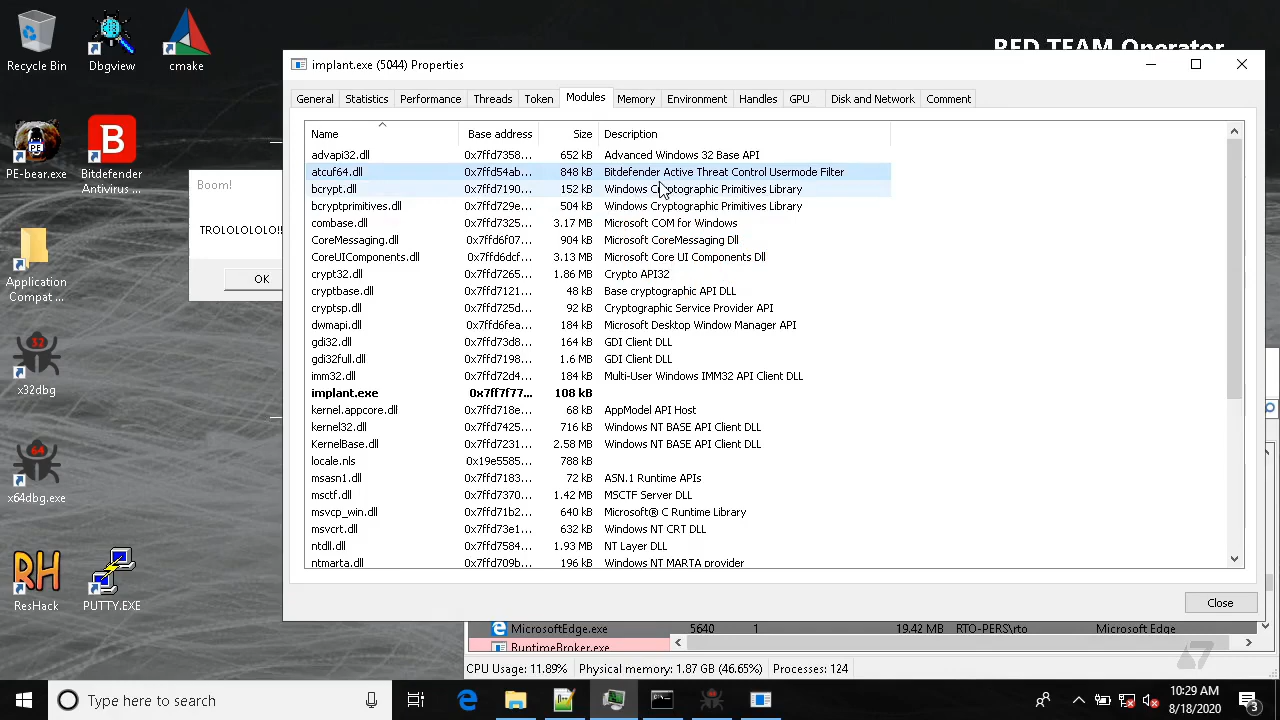 Recycle Bin
Dbgview
cmake
PE-bear.exe
Bitdefender
Antivirus ...
Application
Compat ...
x32dbg
x64dbg.exe
ResHack
PUTTY.EXE
32
64
PE
B
RH
RED TEAM Operator
Boom!
TROLOLOLOLO!!
OK
implant.exe (5044) Properties
General Statistics Performance Threads Token Modules Memory Environment Handles GPU Disk and Network Comment
Name Base address Size Description
advapi32.dll 0x7ffd7358... 652 kB Advanced Windows 32 Base API
atcuf64.dll 0x7ffd54ab... 848 kB Bitdefender Active Threat Control Usermode Filter
bcrypt.dll 0x7ffd7190... 152 kB Windows Cryptographic Primitives Library
bcryptprimitives.dll 0x7ffd729e... 504 kB Windows Cryptographic Primitives Library
combase.dll 0x7ffd7325... 3.17 MB Microsoft COM for Windows
CoreMessaging.dll 0x7ffd6f07... 904 kB Microsoft CoreMessaging Dll
CoreUIComponents.dll 0x7ffd6dcf... 3.13 MB Microsoft Core UI Components Dll
crypt32.dll 0x7ffd7265... 1.86 MB Crypto API32
cryptbase.dll 0x7ffd7121... 48 kB Base cryptographic API DLL
cryptsp.dll 0x7ffd725d... 92 kB Cryptographic Service Provider API
dwmapi.dll 0x7ffd6fea... 184 kB Microsoft Desktop Window Manager API
gdi32.dll 0x7ffd73d8... 164 kB GDI Client DLL
gdi32full.dll 0x7ffd7198... 1.6 MB GDI Client DLL
imm32.dll 0x7ffd72d4... 184 kB Multi-User Windows IMM32 API Client DLL
implant.exe 0x7ff7f77... 108 kB
kernel.appcore.dll 0x7ffd718e... 68 kB AppModel API Host
kernel32.dll 0x7ffd7425... 716 kB Windows NT BASE API Client DLL
KernelBase.dll 0x7ffd7231... 2.58 MB Windows NT BASE API Client DLL
locale.nls 0x19e5585... 788 kB
msasn1.dll 0x7ffd7183... 72 kB ASN.1 Runtime APIs
msctf.dll 0x7ffd7370... 1.42 MB MSCTF Server DLL
msvcp_win.dll 0x7ffd71b2... 640 kB Microsoft® C Runtime Library
msvcrt.dll 0x7ffd73e1... 632 kB Windows NT CRT DLL
ntdll.dll 0x7ffd7584... 1.93 MB NT Layer DLL
ntmarta.dll 0x7ffd709b... 196 kB Windows NT MARTA provider
Close
MicrosoftEdge.exe 5640 1 19.42 MB RTO-PERS\rto Microsoft Edge
RuntimeBroker.exe
CPU Usage: 11.89% Physical memory: 1.87 GB (46.65%) Processes: 124
Type here to search
10:29 AM
8/18/2020
3